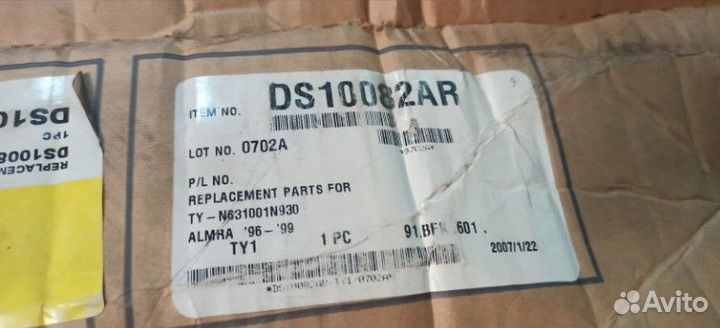 DS10
1PC
DS1008
REPLACEM
ITEM NO. DS10082AR
LOT NO. 0702A
P/L NO.
REPLACEMENT PARTS FOR
TY-N631001N930
ALMRA '96-'99
TY1 1 PC 601 .
2007/1/22
Avito